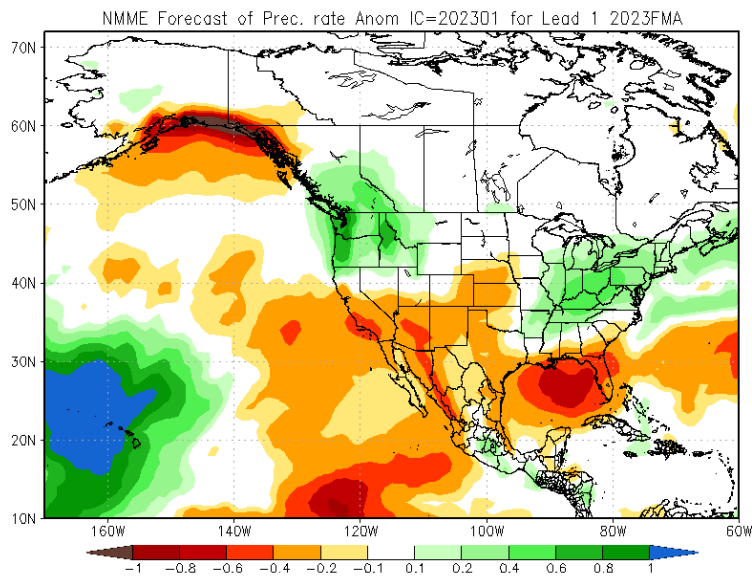 NMME Forecast of Prec. rate Anom IC=202301 for Lead 1 2023FMA
70N
60N
50N
40N
30N
20N
10N
160W 140W 120W 100W 80W 60W
-1 -0.8 -0.6 -0.4 -0.2 -0.1 0.1 0.2 0.4 0.6 0.8 1